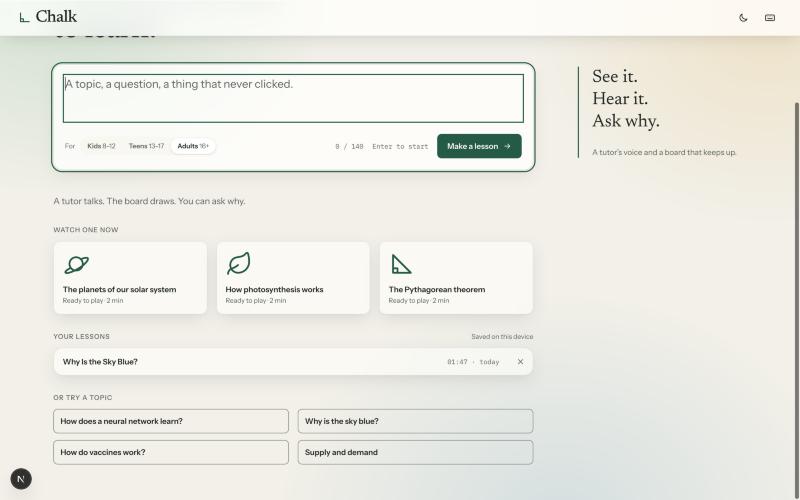 Chalk
to learn.
See it.
Hear it.
Ask why.
A tutor's voice and a board that keeps up.
A topic, a question, a thing that never clicked.
For Kids 8–12 Teens 13–17 Adults 18+
0 / 140 Enter to start
Make a lesson →
A tutor talks. The board draws. You can ask why.
WATCH ONE NOW
The planets of our solar system
Ready to play · 2 min
How photosynthesis works
Ready to play · 2 min
The Pythagorean theorem
Ready to play · 2 min
YOUR LESSONS
Saved on this device
Why Is the Sky Blue?
01:47 · today
OR TRY A TOPIC
How does a neural network learn?
Why is the sky blue?
How do vaccines work?
Supply and demand
N